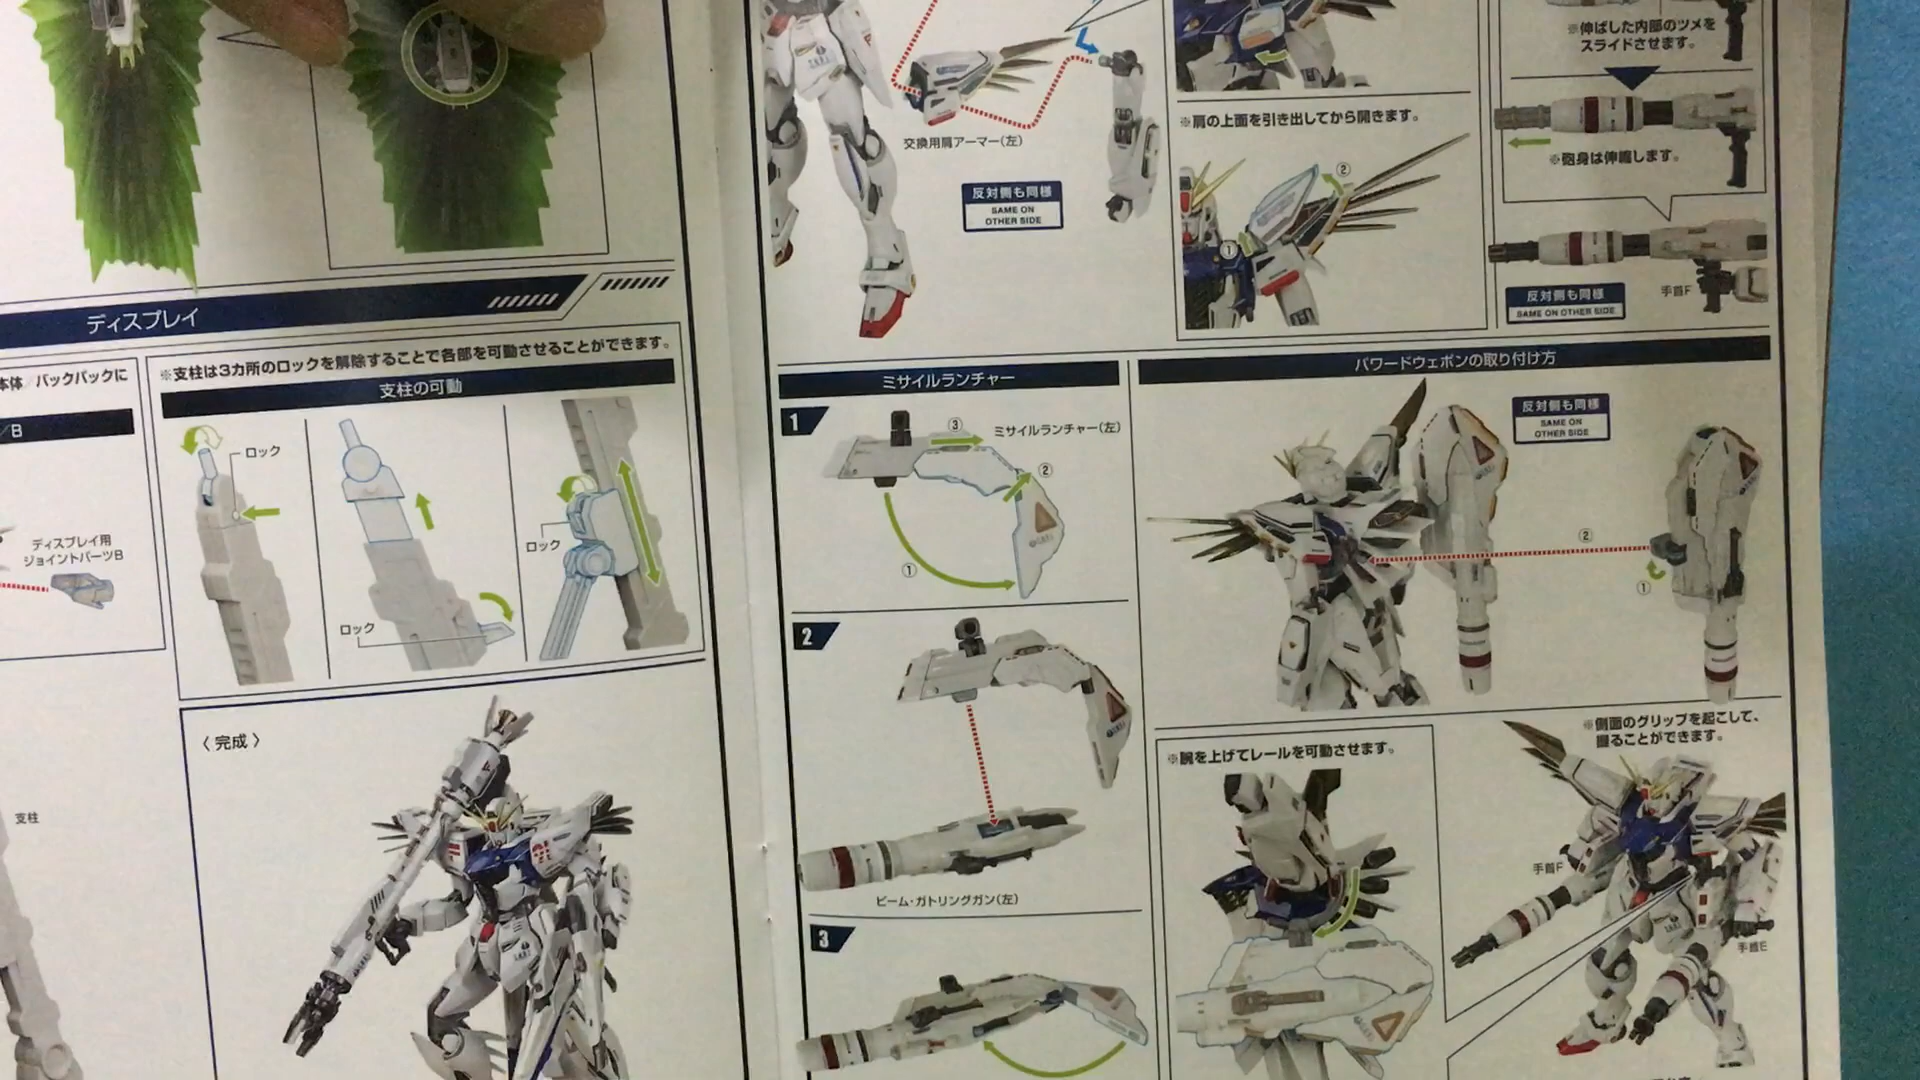 ディスプレイ
本体/バックパックに
/B
ディスプレイ用
ジョイントパーツB
支柱
※支柱は3カ所のロックを解除することで各部を可動させることができます。
支柱の可動
ロック
ロック
ロック
〈完成〉
交換用肩アーマー(左)
反対側も同様
SAME ON
OTHER SIDE
※肩の上面を引き出してから開きます。
②
①
※伸ばした内部のツメを
スライドさせます。
※砲身は伸縮します。
手首F
反対側も同様
SAME ON OTHER SIDE
ミサイルランチャー
1
③
ミサイルランチャー(左)
②
①
2
ビーム・ガトリングガン(左)
3
パワードウェポンの取り付け方
反対側も同様
SAME ON
OTHER SIDE
②
①
※腕を上げてレールを可動させます。
※側面のグリップを起こして、
握ることができます。
手首F
手首E